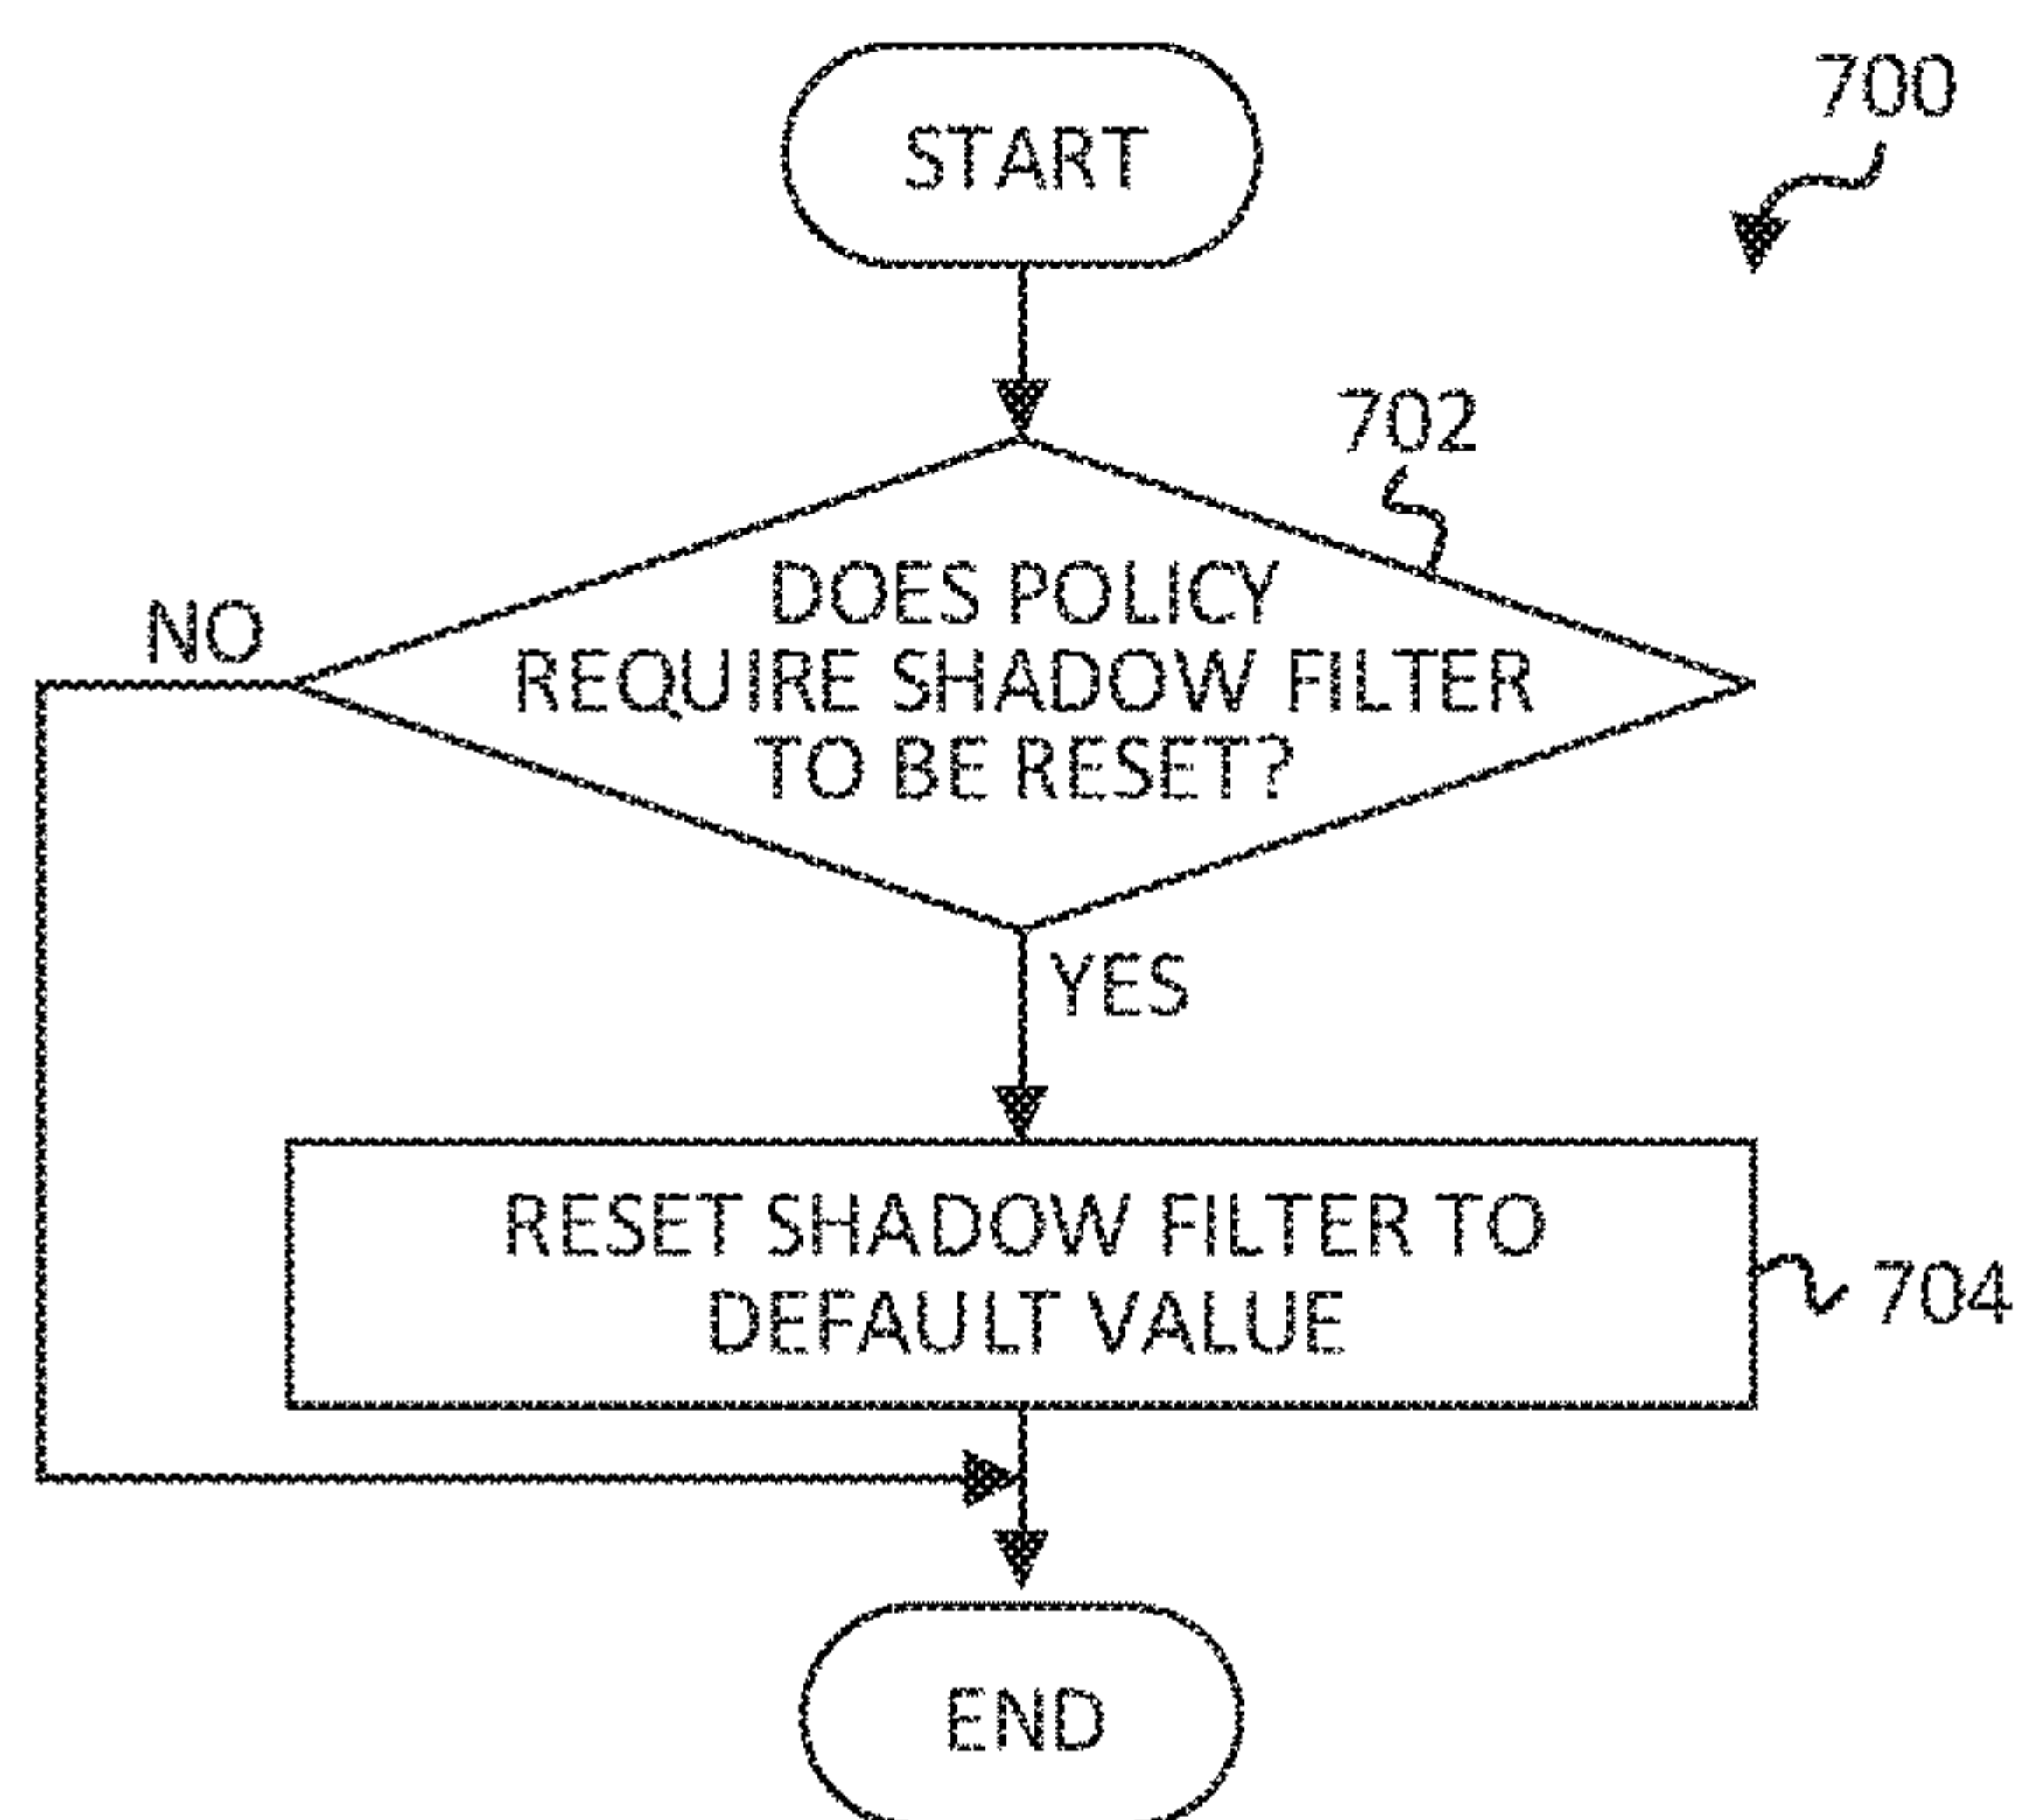 START
700
702
DOES POLICY
REQUIRE SHADOW FILTER
TO BE RESET?
NO
YES
RESET SHADOW FILTER TO
DEFAULT VALUE
704
END